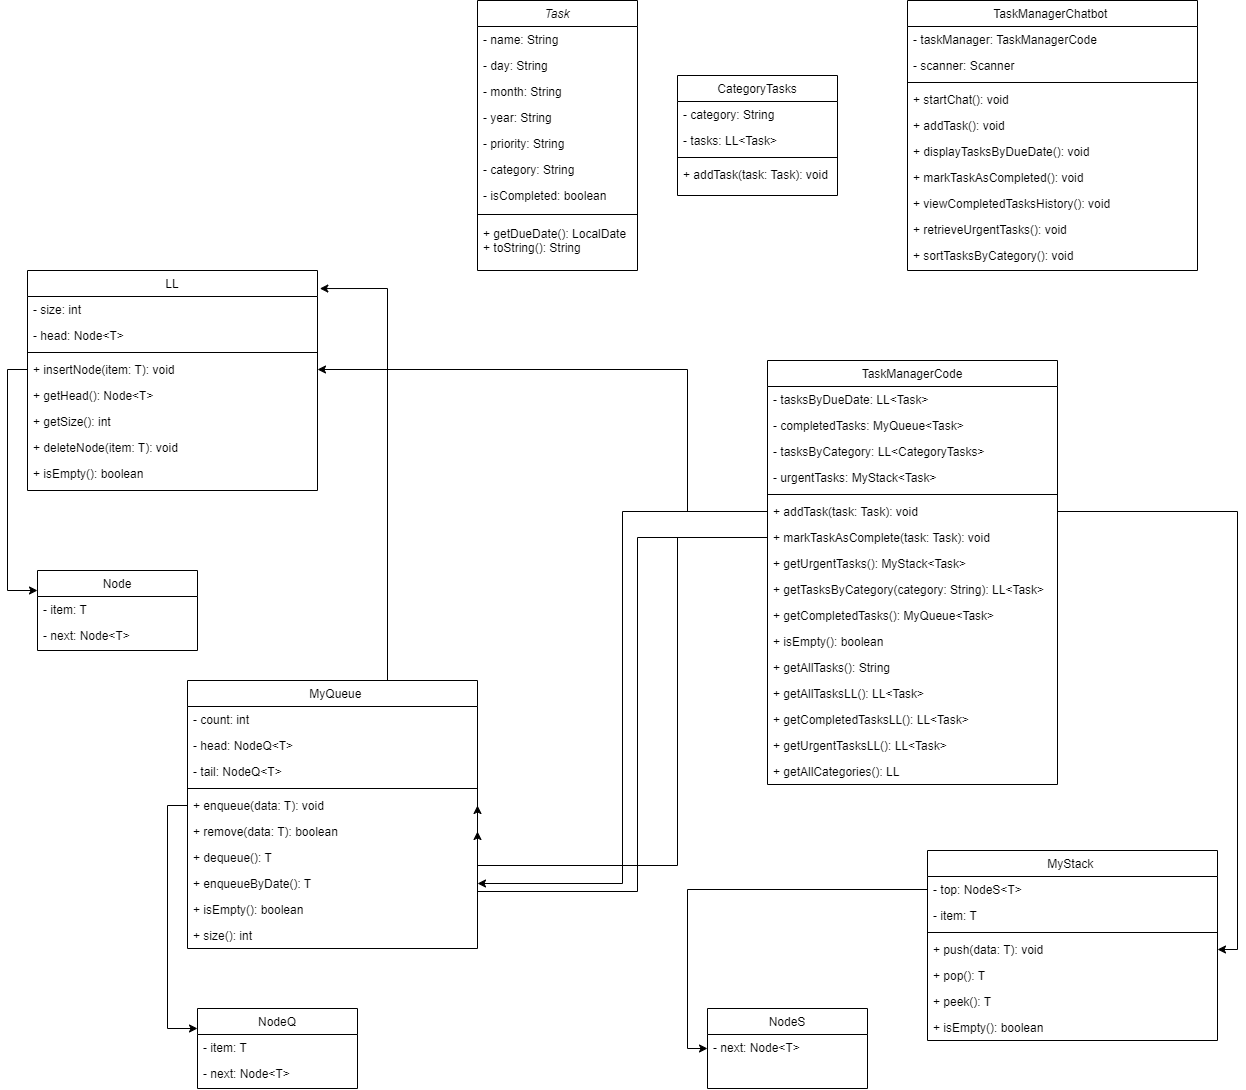 Task
- name: String
- day: String
- month: String
- year: String
- priority: String
- category: String
- isCompleted: boolean
+ getDueDate(): LocalDate
+ toString(): String
CategoryTasks
- category: String
- tasks: LL<Task>
+ addTask(task: Task): void
TaskManagerChatbot
- taskManager: TaskManagerCode
- scanner: Scanner
+ startChat(): void
+ addTask(): void
+ displayTasksByDueDate(): void
+ markTaskAsCompleted(): void
+ viewCompletedTasksHistory(): void
+ retrieveUrgentTasks(): void
+ sortTasksByCategory(): void
LL
- size: int
- head: Node<T>
+ insertNode(item: T): void
+ getHead(): Node<T>
+ getSize(): int
+ deleteNode(item: T): void
+ isEmpty(): boolean
TaskManagerCode
- tasksByDueDate: LL<Task>
- completedTasks: MyQueue<Task>
- tasksByCategory: LL<CategoryTasks>
- urgentTasks: MyStack<Task>
+ addTask(task: Task): void
+ markTaskAsComplete(task: Task): void
+ getUrgentTasks(): MyStack<Task>
+ getTasksByCategory(category: String): LL<Task>
+ getCompletedTasks(): MyQueue<Task>
+ isEmpty(): boolean
+ getAllTasks(): String
+ getAllTasksLL(): LL<Task>
+ getCompletedTasksLL(): LL<Task>
+ getUrgentTasksLL(): LL<Task>
+ getAllCategories(): LL
Node
- item: T
- next: Node<T>
MyQueue
- count: int
- head: NodeQ<T>
- tail: NodeQ<T>
+ enqueue(data: T): void
+ remove(data: T): boolean
+ dequeue(): T
+ enqueueByDate(): T
+ isEmpty(): boolean
+ size(): int
MyStack
- top: NodeS<T>
- item: T
+ push(data: T): void
+ pop(): T
+ peek(): T
+ isEmpty(): boolean
NodeQ
- item: T
- next: Node<T>
NodeS
- next: Node<T>